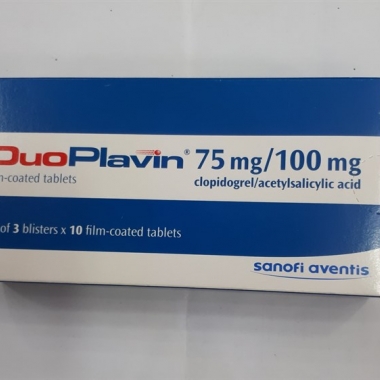 DuoPlavin® 75 mg/100 mg
-coated tablets
clopidogrel/acetylsalicylic acid
of 3 blisters x 10 film-coated tablets
sanofi aventis